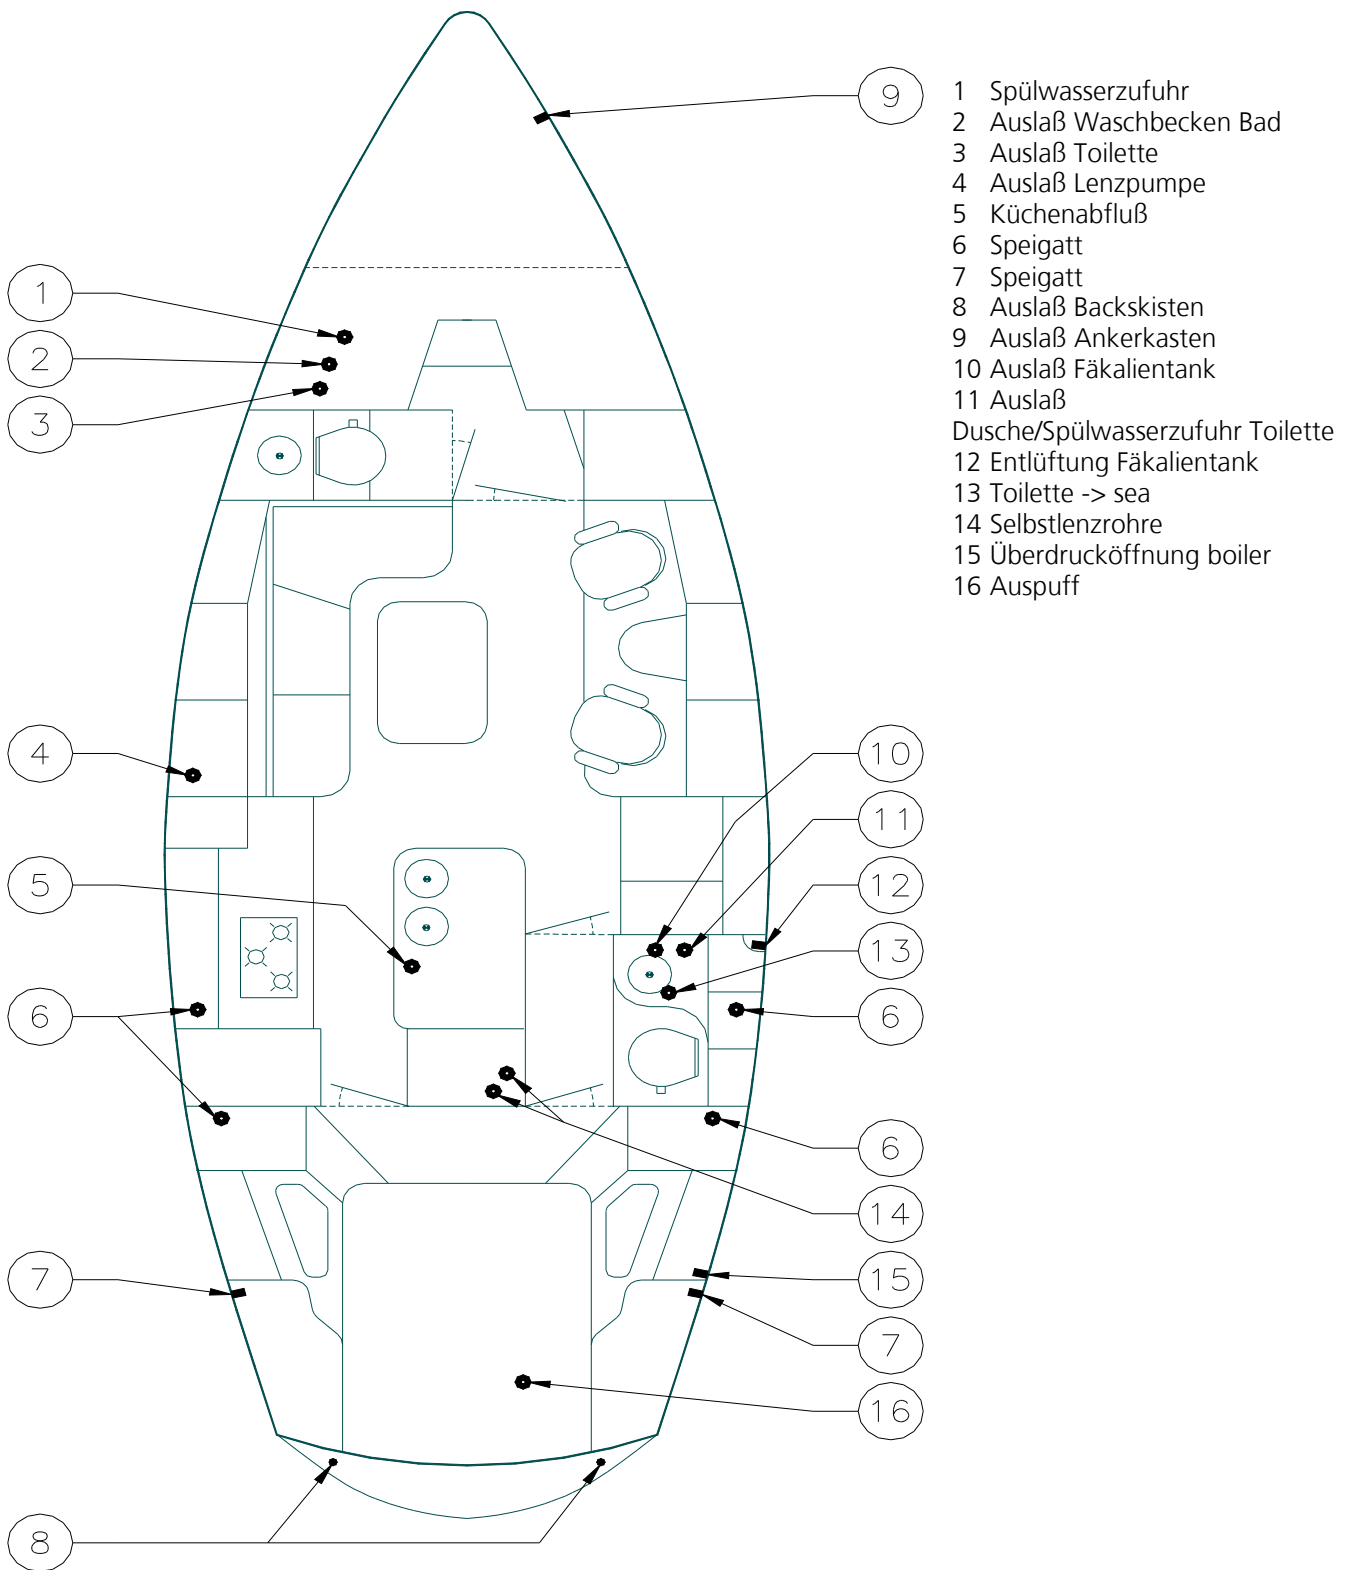 9
1 Spülwasserzufuhr
2 Auslaß Waschbecken Bad
3 Auslaß Toilette
4 Auslaß Lenzpumpe
5 Küchenabfluß
6 Speigatt
7 Speigatt
8 Auslaß Backskisten
9 Auslaß Ankerkasten
10 Auslaß Fäkalientank
11 Auslaß
Dusche/Spülwasserzufuhr Toilette
12 Entlüftung Fäkalientank
13 Toilette -> sea
14 Selbstlenzrohre
15 Überdrucköffnung boiler
16 Auspuff
1
2
3
4
10
11
5
12
13
6
6
6
14
7
15
7
16
8